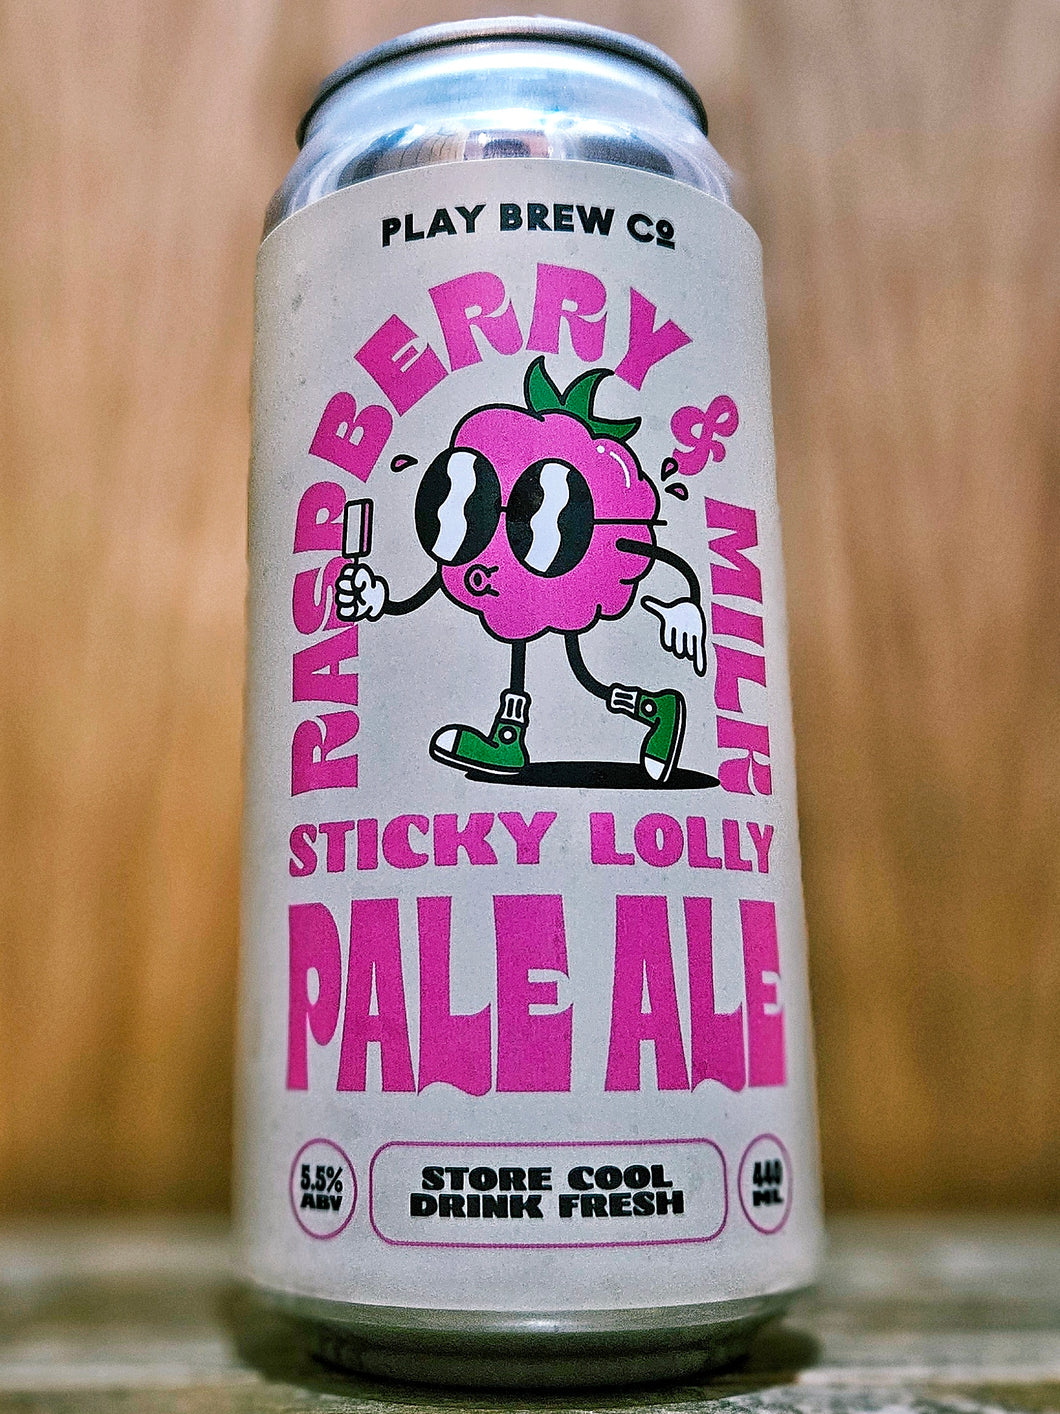 PLAY BREW Co
RASPBERRY & MILK
STICKY LOLLY
PALE ALE
5.5%
ABV
STORE COOL
DRINK FRESH
440
ML